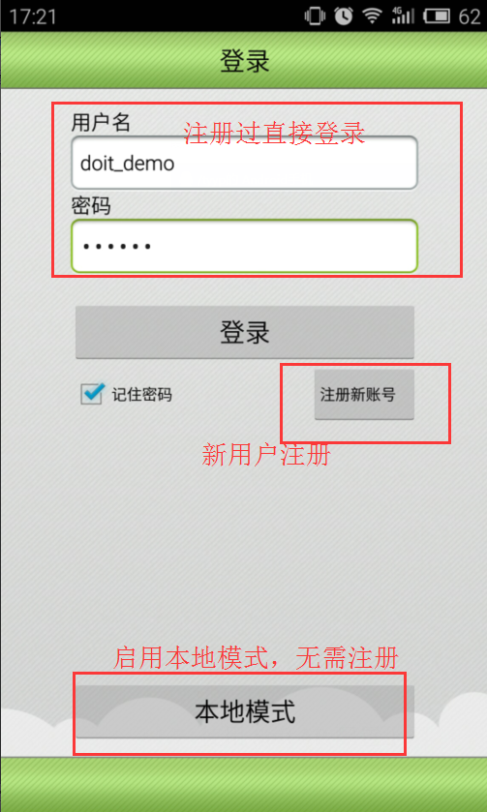 17:21 4G 62
登录
用户名
注册过直接登录
doit_demo
密码
••••••
登录
记住密码
注册新账号
新用户注册
启用本地模式，无需注册
本地模式